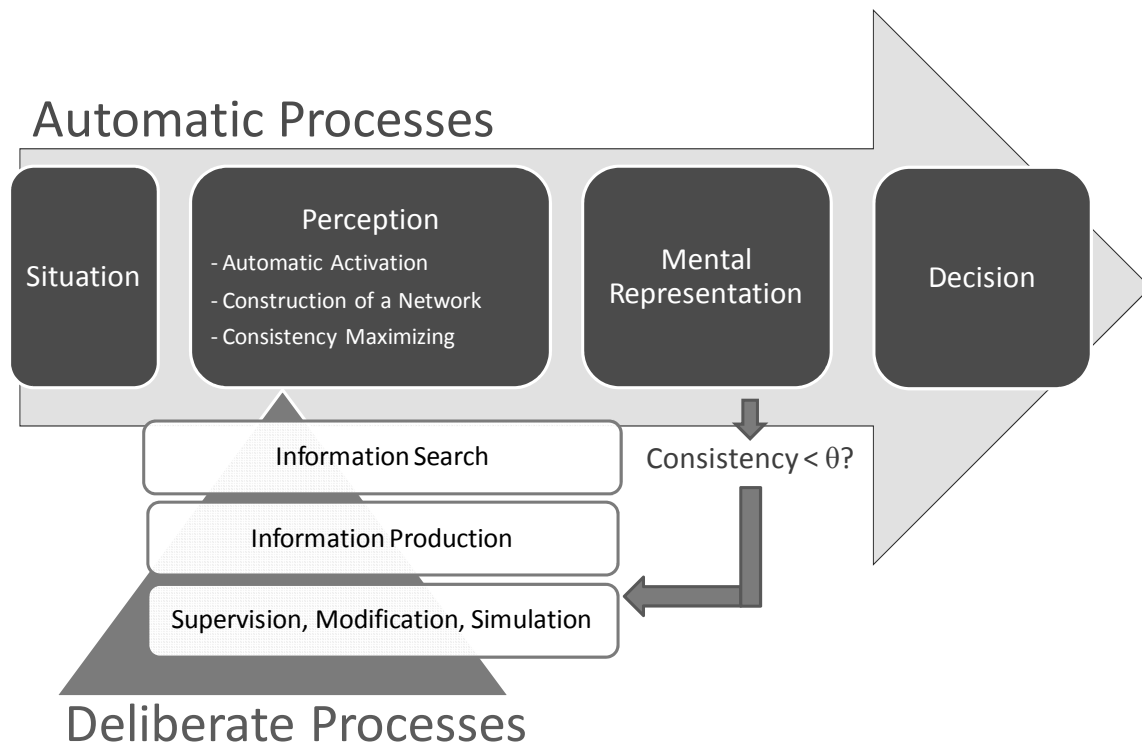 Automatic Processes
Situation
Perception
- Automatic Activation
- Construction of a Network
- Consistency Maximizing
Mental
Representation
Decision
Consistency < θ?
Information Search
Information Production
Supervision, Modification, Simulation
Deliberate Processes